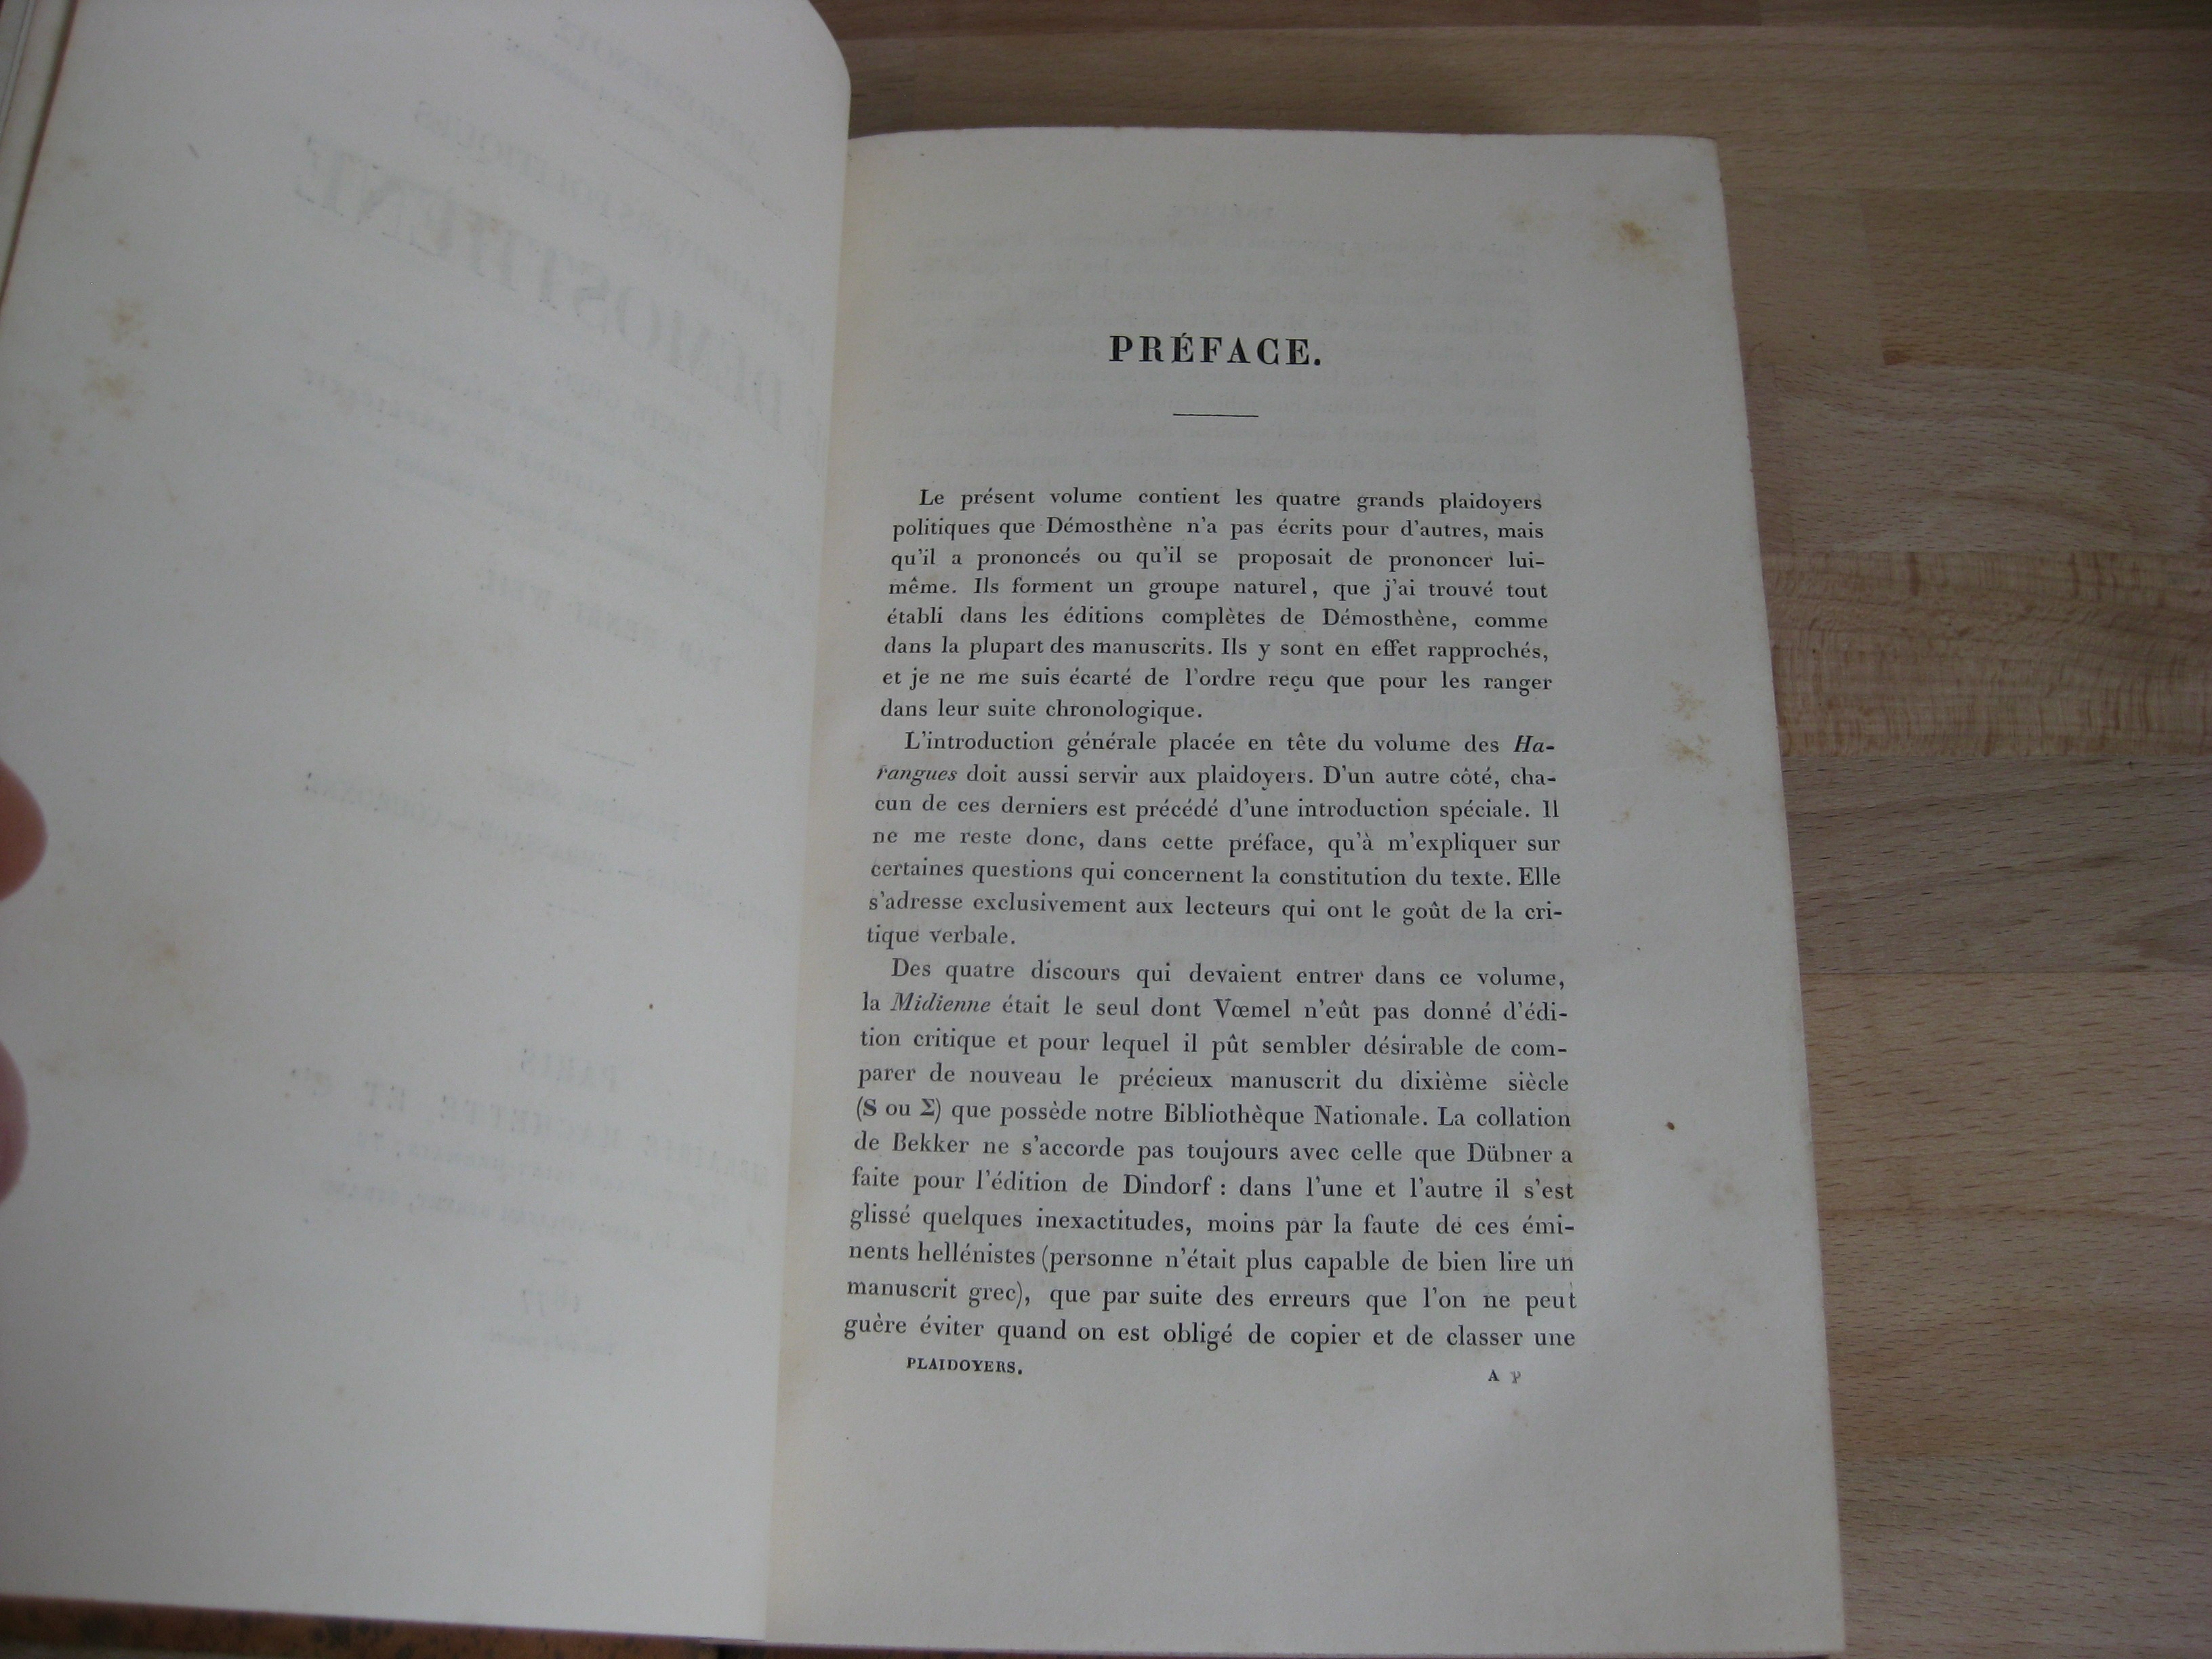 PRÉFACE.
Le présent volume contient les quatre grands plaidoyers
politiques que Démosthène n'a pas écrits pour d'autres, mais
qu'il a prononcés ou qu'il se proposait de prononcer lui-
même. Ils forment un groupe naturel, que j'ai trouvé tout
établi dans les éditions complètes de Démosthène, comme
dans la plupart des manuscrits. Ils y sont en effet rapprochés,
et je ne me suis écarté de l'ordre reçu que pour les ranger
dans leur suite chronologique.
L'introduction générale placée en tête du volume des Ha-
rangues doit aussi servir aux plaidoyers. D'un autre côté, cha-
cun de ces derniers est précédé d'une introduction spéciale. Il
ne me reste donc, dans cette préface, qu'à m'expliquer sur
certaines questions qui concernent la constitution du texte. Elle
s'adresse exclusivement aux lecteurs qui ont le goût de la cri-
tique verbale.
Des quatre discours qui devaient entrer dans ce volume,
la Midienne était le seul dont Vœmel n'eût pas donné d'édi-
tion critique et pour lequel il pût sembler désirable de com-
parer de nouveau le précieux manuscrit du dixième siècle
(S ou Σ) que possède notre Bibliothèque Nationale. La collation
de Bekker ne s'accorde pas toujours avec celle que Dübner a
faite pour l'édition de Dindorf : dans l'une et l'autre il s'est
glissé quelques inexactitudes, moins par la faute de ces émi-
nents hellénistes (personne n'était plus capable de bien lire un
manuscrit grec), que par suite des erreurs que l'on ne peut
guère éviter quand on est obligé de copier et de classer une
PLAIDOYERS.
A